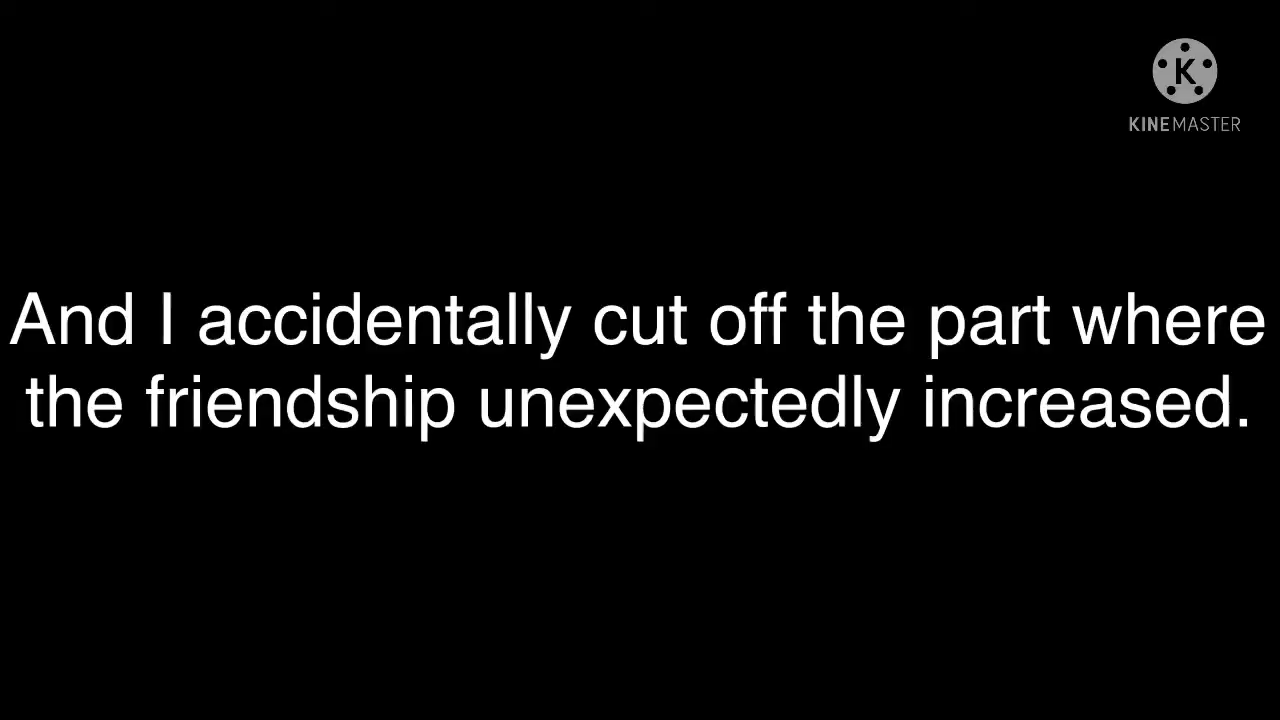 K
KINEMASTER
And I accidentally cut off the part where
the friendship unexpectedly increased.